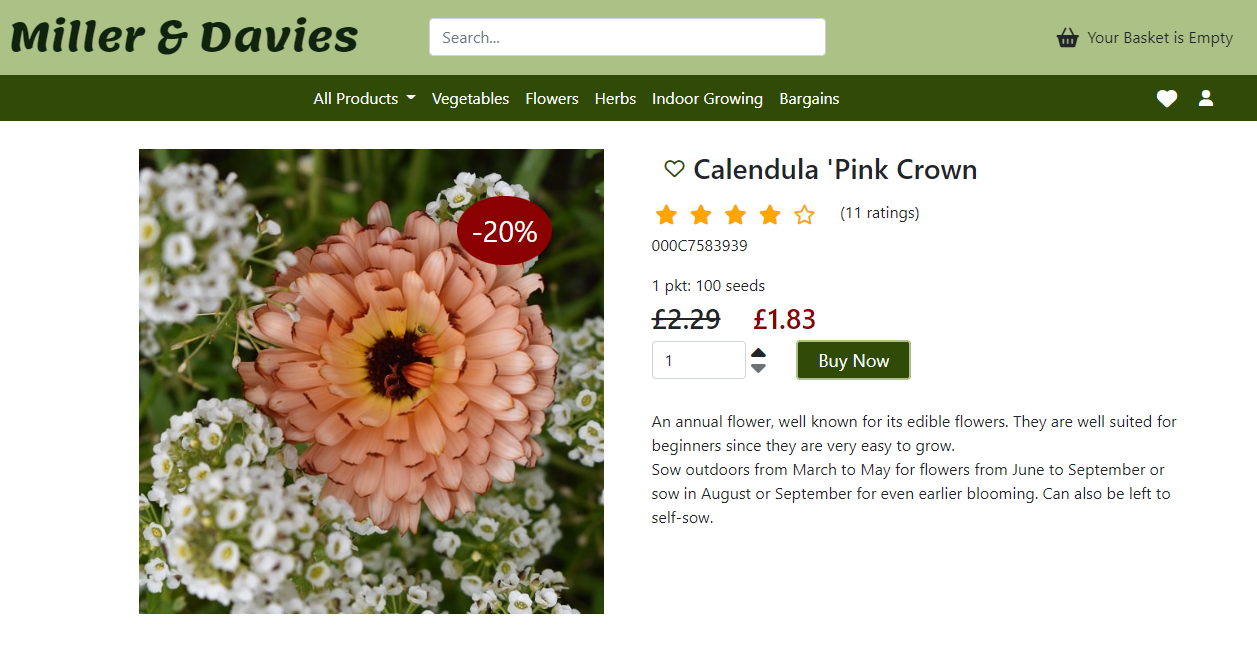 Miller & Davies
Search...
Your Basket is Empty
All Products
Vegetables
Flowers
Herbs
Indoor Growing
Bargains
-20%
Calendula 'Pink Crown
(11 ratings)
000C7583939
1 pkt: 100 seeds
£2.29 £1.83
1
Buy Now
An annual flower, well known for its edible flowers. They are well suited for
beginners since they are very easy to grow.
Sow outdoors from March to May for flowers from June to September or
sow in August or September for even earlier blooming. Can also be left to
self-sow.